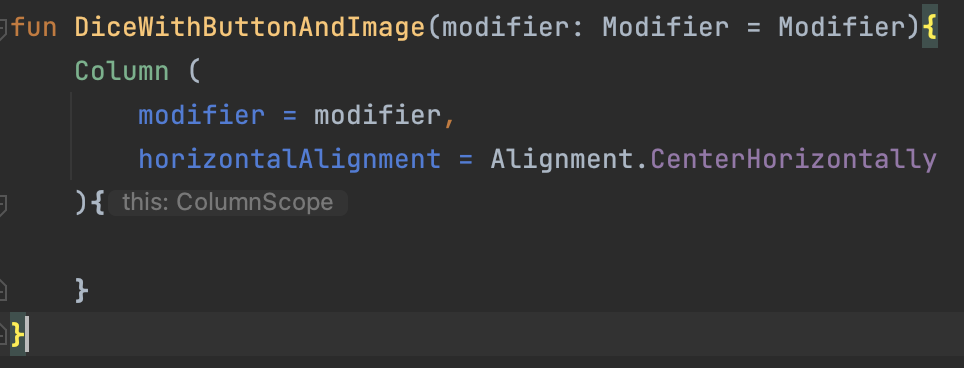 fun DiceWithButtonAndImage(modifier: Modifier = Modifier){
    Column (
        modifier = modifier,
        horizontalAlignment = Alignment.CenterHorizontally
    ){ this: ColumnScope

    }
}